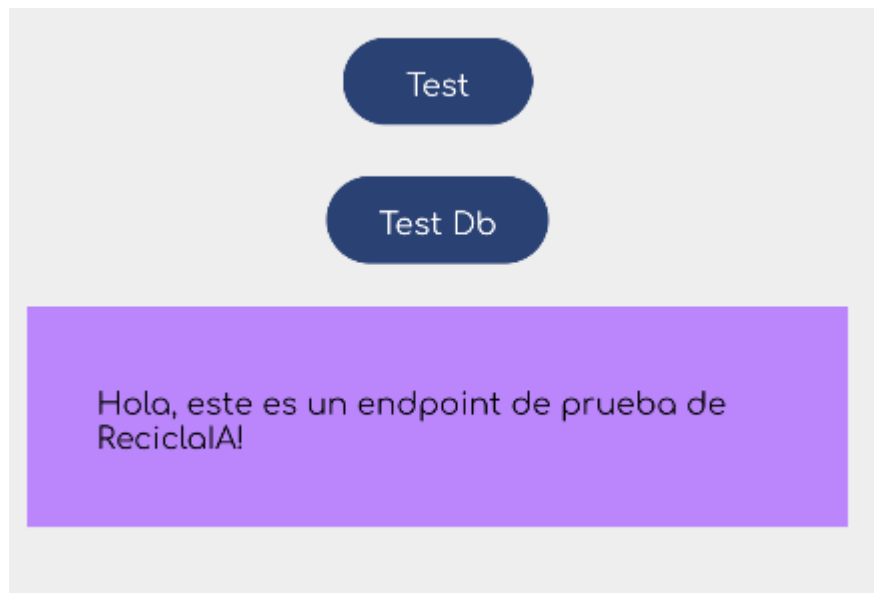 Test
Test Db
Hola, este es un endpoint de prueba de
ReciclaIA!